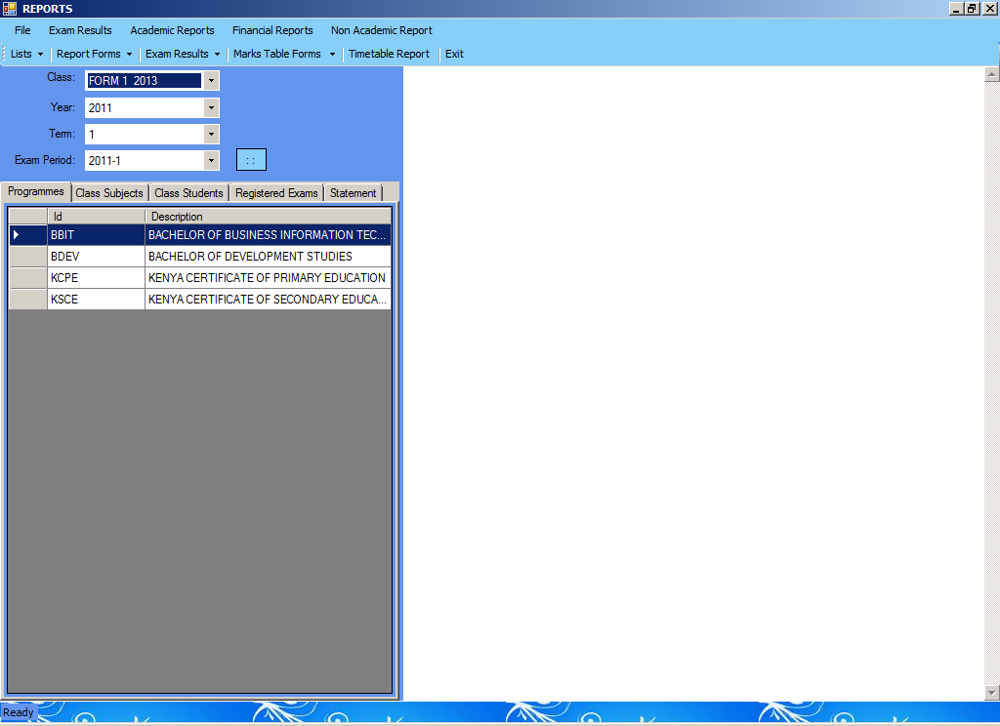 REPORTS
File Exam Results Academic Reports Financial Reports Non Academic Report
Lists Report Forms Exam Results Marks Table Forms Timetable Report Exit
Class: FORM 1 2013
Year: 2011
Term: 1
Exam Period: 2011-1 : :
Programmes Class Subjects Class Students Registered Exams Statement
Id Description
BBIT BACHELOR OF BUSINESS INFORMATION TEC...
BDEV BACHELOR OF DEVELOPMENT STUDIES
KCPE KENYA CERTIFICATE OF PRIMARY EDUCATION
KSCE KENYA CERTIFICATE OF SECONDARY EDUCA...
Ready